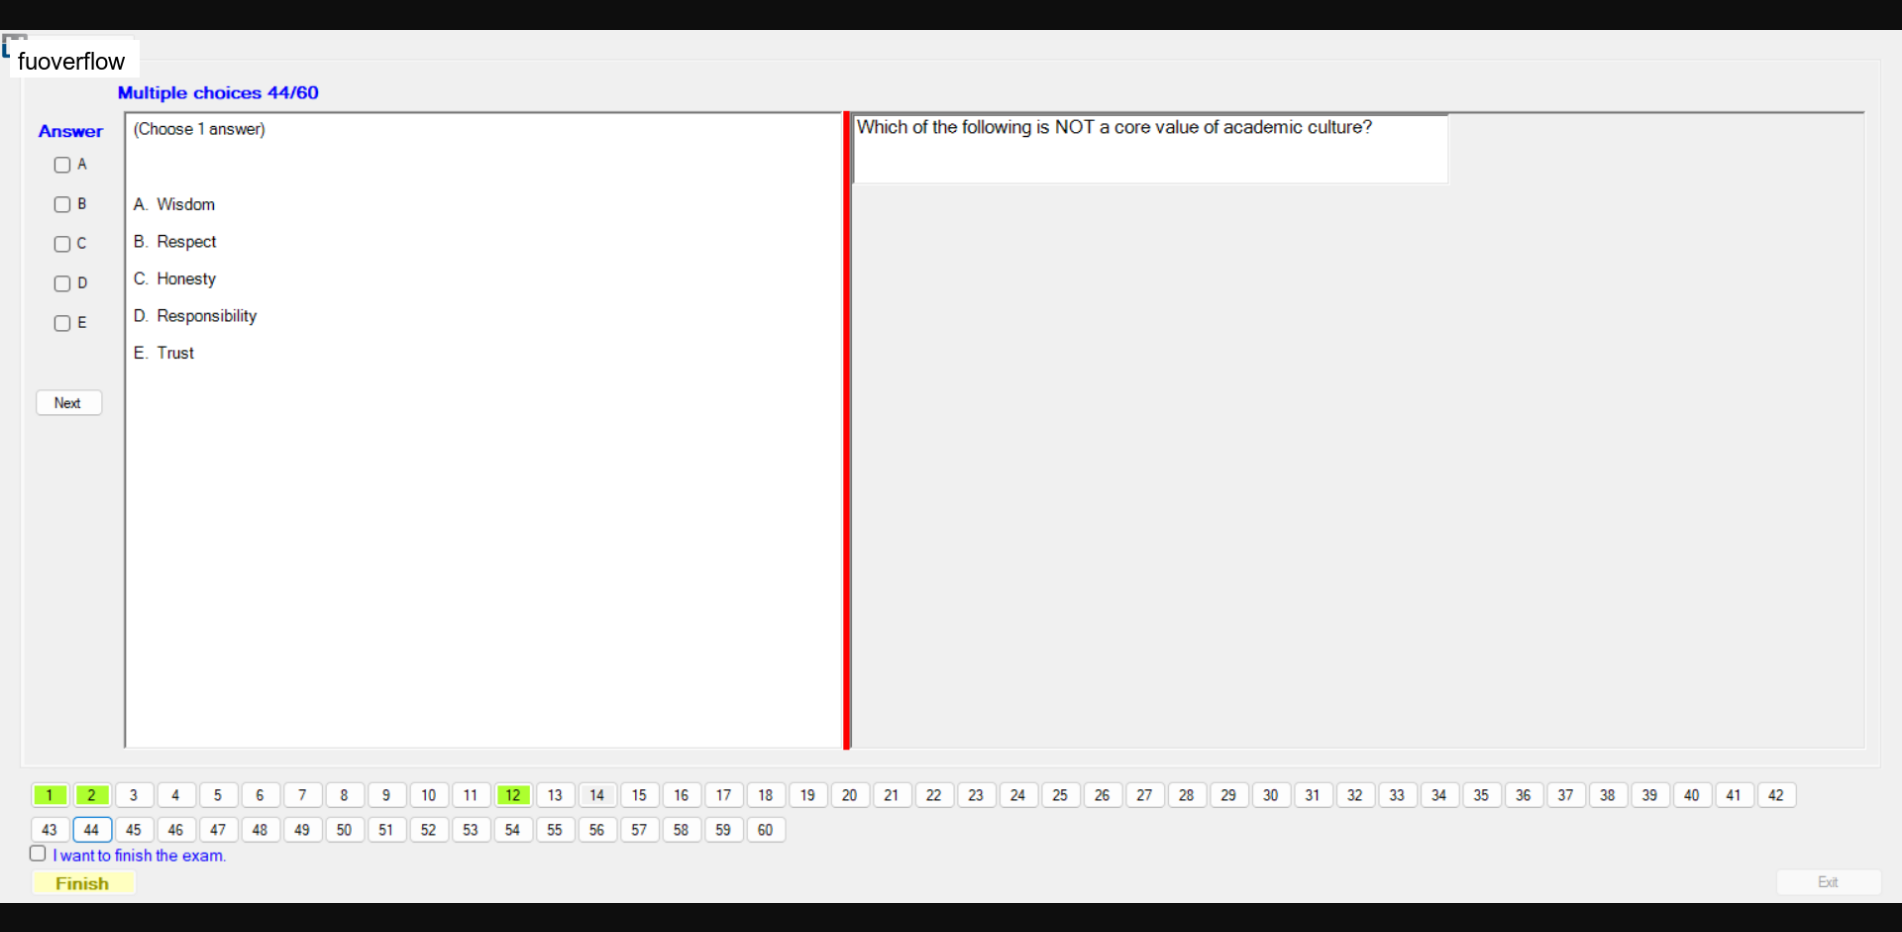 fuoverflow
Multiple choices 44/60
Answer
(Choose 1 answer)
Which of the following is NOT a core value of academic culture?
A
B
C
D
E
A. Wisdom
B. Respect
C. Honesty
D. Responsibility
E. Trust
Next
1 2 3 4 5 6 7 8 9 10 11 12 13 14 15 16 17 18 19 20 21 22 23 24 25 26 27 28 29 30 31 32 33 34 35 36 37 38 39 40 41 42
43 44 45 46 47 48 49 50 51 52 53 54 55 56 57 58 59 60
I want to finish the exam.
Finish
Exit